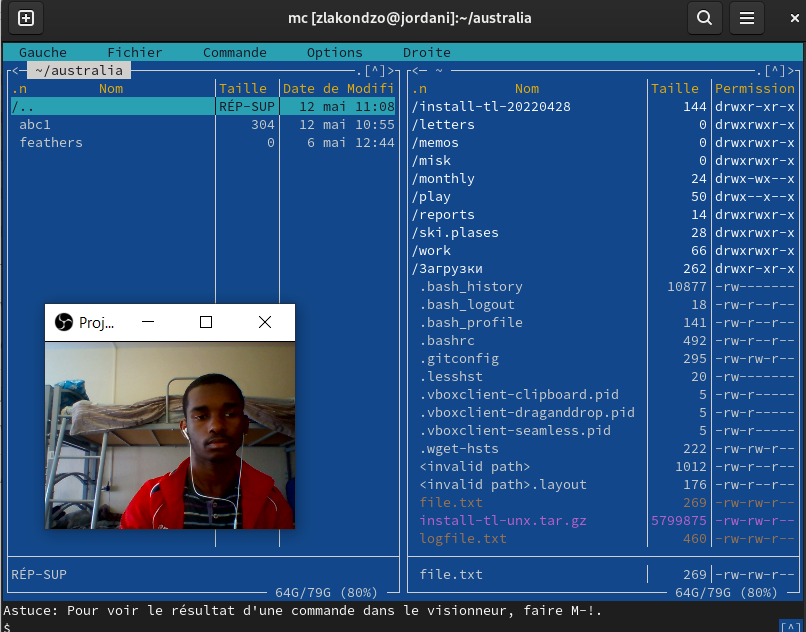 mc [zlakondzo@jordani]:~/australia
Gauche Fichier Commande Options Droite
<─ ~/australia ─.[^]>
.n Nom Taille Date de Modifi
/.. RÉP-SUP 12 mai 11:08
abc1 304 12 mai 10:55
feathers 0 6 mai 12:44
Proj...
RÉP-SUP
64G/79G (80%)
<─ ~ ─.[^]>
.n Nom Taille Permission
/install-tl-20220428 144 drwxr-xr-x
/letters 0 drwxrwxr-x
/memos 0 drwxrwxr-x
/misk 0 drwxrwxr-x
/monthly 24 drwx-wx--x
/play 50 drwx--x--x
/reports 14 drwxrwxr-x
/ski.plases 28 drwxrwxr-x
/work 66 drwxrwxr-x
/Загрузки 262 drwxr-xr-x
.bash_history 10877 -rw-------
.bash_logout 18 -rw-r--r--
.bash_profile 141 -rw-r--r--
.bashrc 492 -rw-r--r--
.gitconfig 295 -rw-rw-r--
.lesshst 20 -rw-------
.vboxclient-clipboard.pid 5 -rw-r-----
.vboxclient-draganddrop.pid 5 -rw-r-----
.vboxclient-seamless.pid 5 -rw-r-----
.wget-hsts 222 -rw-rw-r--
<invalid path> 1012 -rw-rw-r--
<invalid path>.layout 176 -rw-rw-r--
file.txt 269 -rw-rw-r--
install-tl-unx.tar.gz 5799875 -rw-rw-r--
logfile.txt 460 -rw-rw-r--
file.txt 269 -rw-rw-r--
64G/79G (80%)
Astuce: Pour voir le résultat d'une commande dans le visionneur, faire M-!.
$ [^]